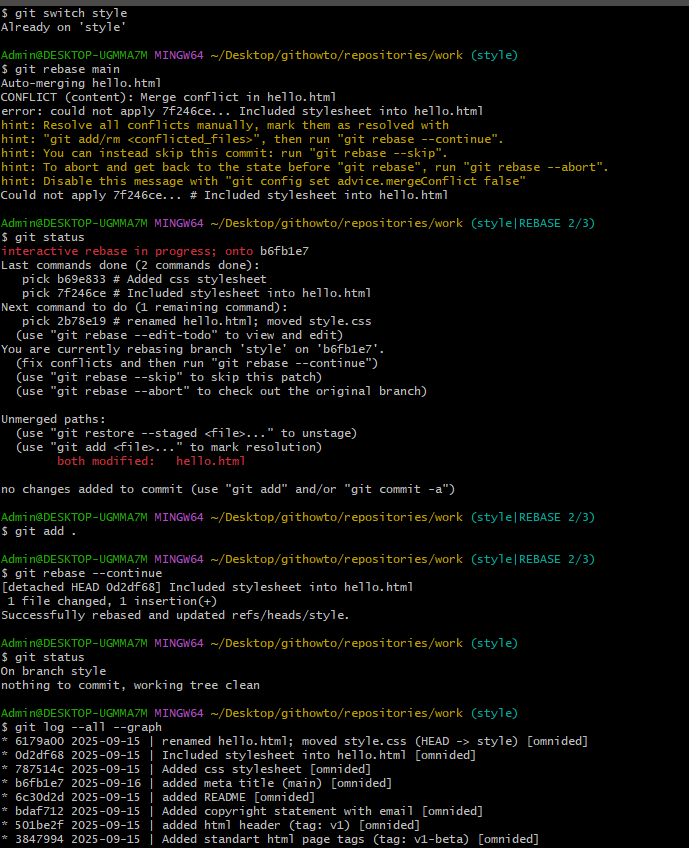 $ git switch style
Already on 'style'
Admin@DESKTOP-UGMMA7M MINGW64 ~/Desktop/githowto/repositories/work (style)
$ git rebase main
Auto-merging hello.html
CONFLICT (content): Merge conflict in hello.html
error: could not apply 7f246ce... Included stylesheet into hello.html
hint: Resolve all conflicts manually, mark them as resolved with
hint: "git add/rm <conflicted_files>", then run "git rebase --continue".
hint: You can instead skip this commit: run "git rebase --skip".
hint: To abort and get back to the state before "git rebase", run "git rebase --abort".
hint: Disable this message with "git config set advice.mergeConflict false"
Could not apply 7f246ce... # Included stylesheet into hello.html
Admin@DESKTOP-UGMMA7M MINGW64 ~/Desktop/githowto/repositories/work (style|REBASE 2/3)
$ git status
interactive rebase in progress; onto b6fb1e7
Last commands done (2 commands done):
   pick b69e833 # Added css stylesheet
   pick 7f246ce # Included stylesheet into hello.html
Next command to do (1 remaining command):
   pick 2b78e19 # renamed hello.html; moved style.css
  (use "git rebase --edit-todo" to view and edit)
You are currently rebasing branch 'style' on 'b6fb1e7'.
  (fix conflicts and then run "git rebase --continue")
  (use "git rebase --skip" to skip this patch)
  (use "git rebase --abort" to check out the original branch)
Unmerged paths:
  (use "git restore --staged <file>..." to unstage)
  (use "git add <file>..." to mark resolution)
        both modified:   hello.html
no changes added to commit (use "git add" and/or "git commit -a")
Admin@DESKTOP-UGMMA7M MINGW64 ~/Desktop/githowto/repositories/work (style|REBASE 2/3)
$ git add .
Admin@DESKTOP-UGMMA7M MINGW64 ~/Desktop/githowto/repositories/work (style|REBASE 2/3)
$ git rebase --continue
[detached HEAD 0d2df68] Included stylesheet into hello.html
 1 file changed, 1 insertion(+)
Successfully rebased and updated refs/heads/style.
Admin@DESKTOP-UGMMA7M MINGW64 ~/Desktop/githowto/repositories/work (style)
$ git status
On branch style
nothing to commit, working tree clean
Admin@DESKTOP-UGMMA7M MINGW64 ~/Desktop/githowto/repositories/work (style)
$ git log --all --graph
* 6179a00 2025-09-15 | renamed hello.html; moved style.css (HEAD -> style) [omnided]
* 0d2df68 2025-09-15 | Included stylesheet into hello.html [omnided]
* 787514c 2025-09-15 | Added css stylesheet [omnided]
* b6fb1e7 2025-09-16 | added meta title (main) [omnided]
* 6c30d2d 2025-09-15 | added README [omnided]
* bdaf712 2025-09-15 | Added copyright statement with email [omnided]
* 501be2f 2025-09-15 | added html header (tag: v1) [omnided]
* 3847994 2025-09-15 | Added standart html page tags (tag: v1-beta) [omnided]